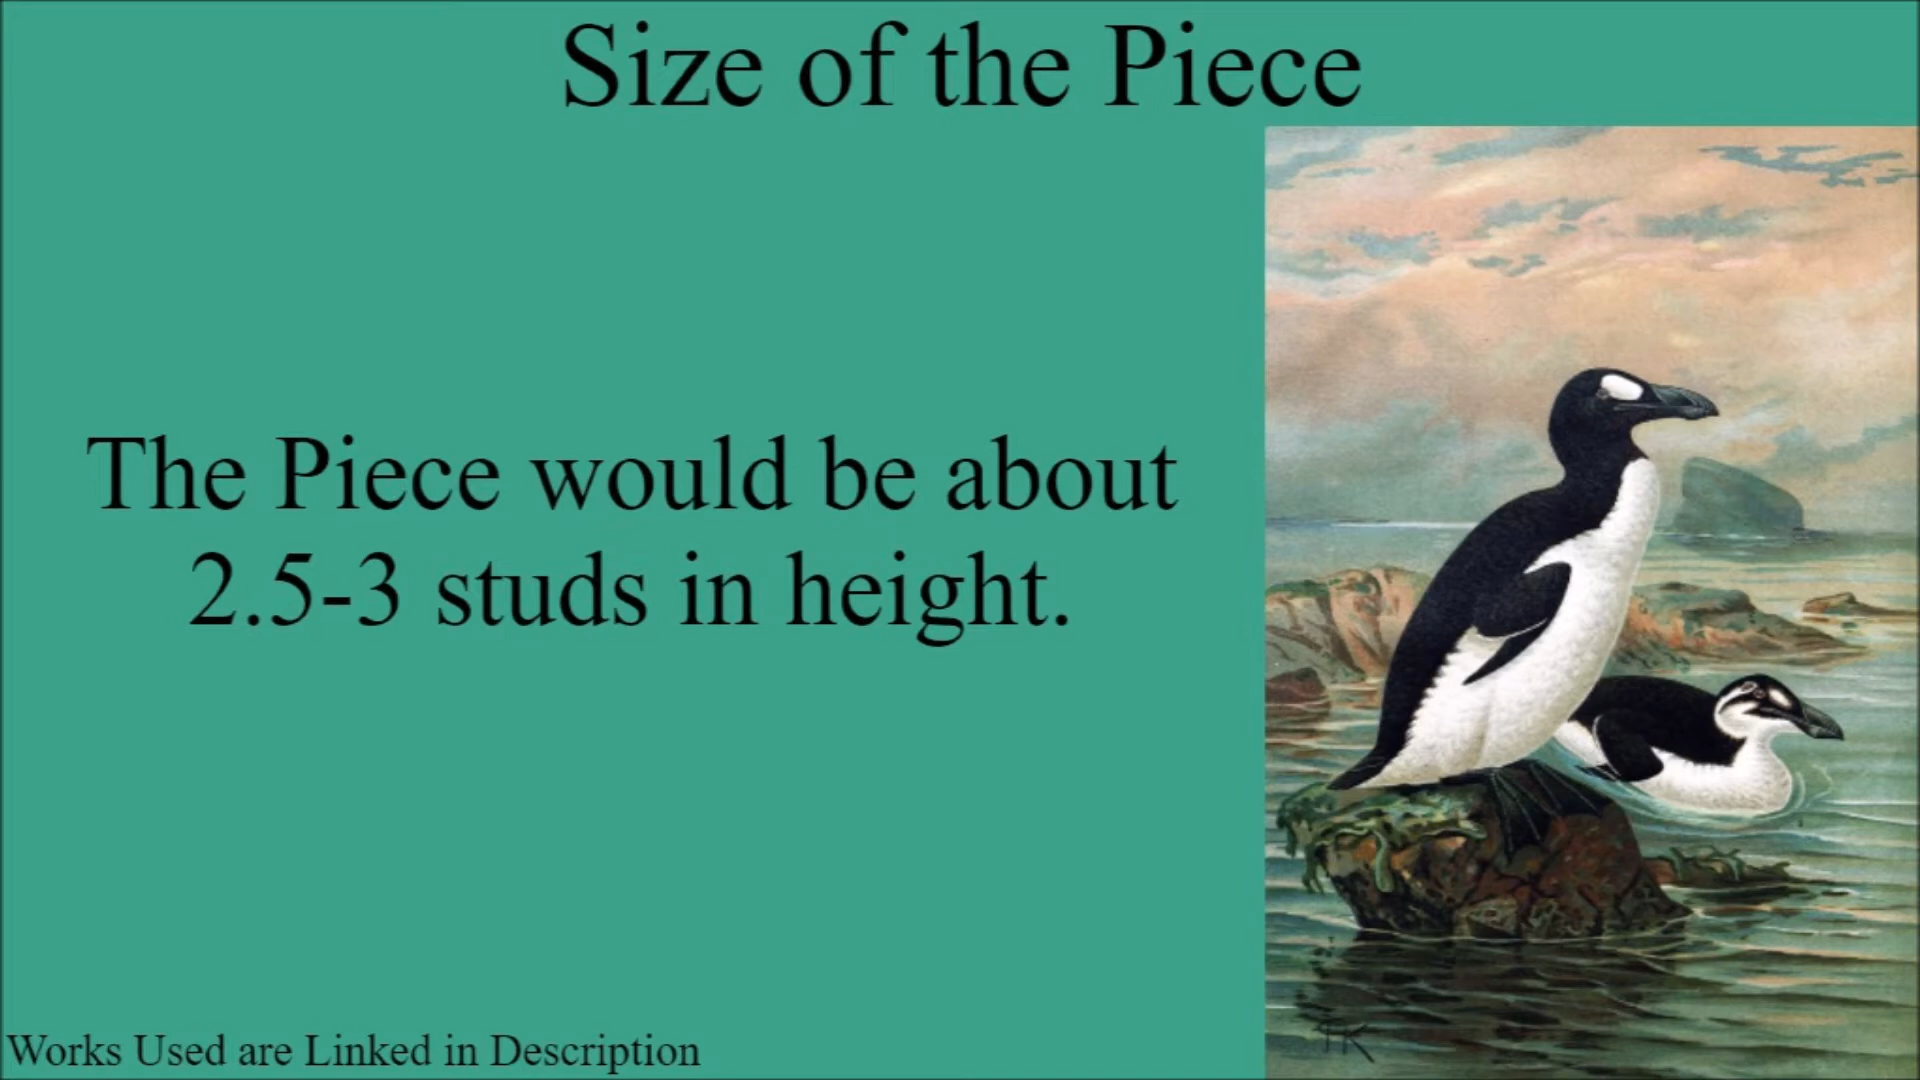 Size of the Piece
The Piece would be about
2.5-3 studs in height.
Works Used are Linked in Description